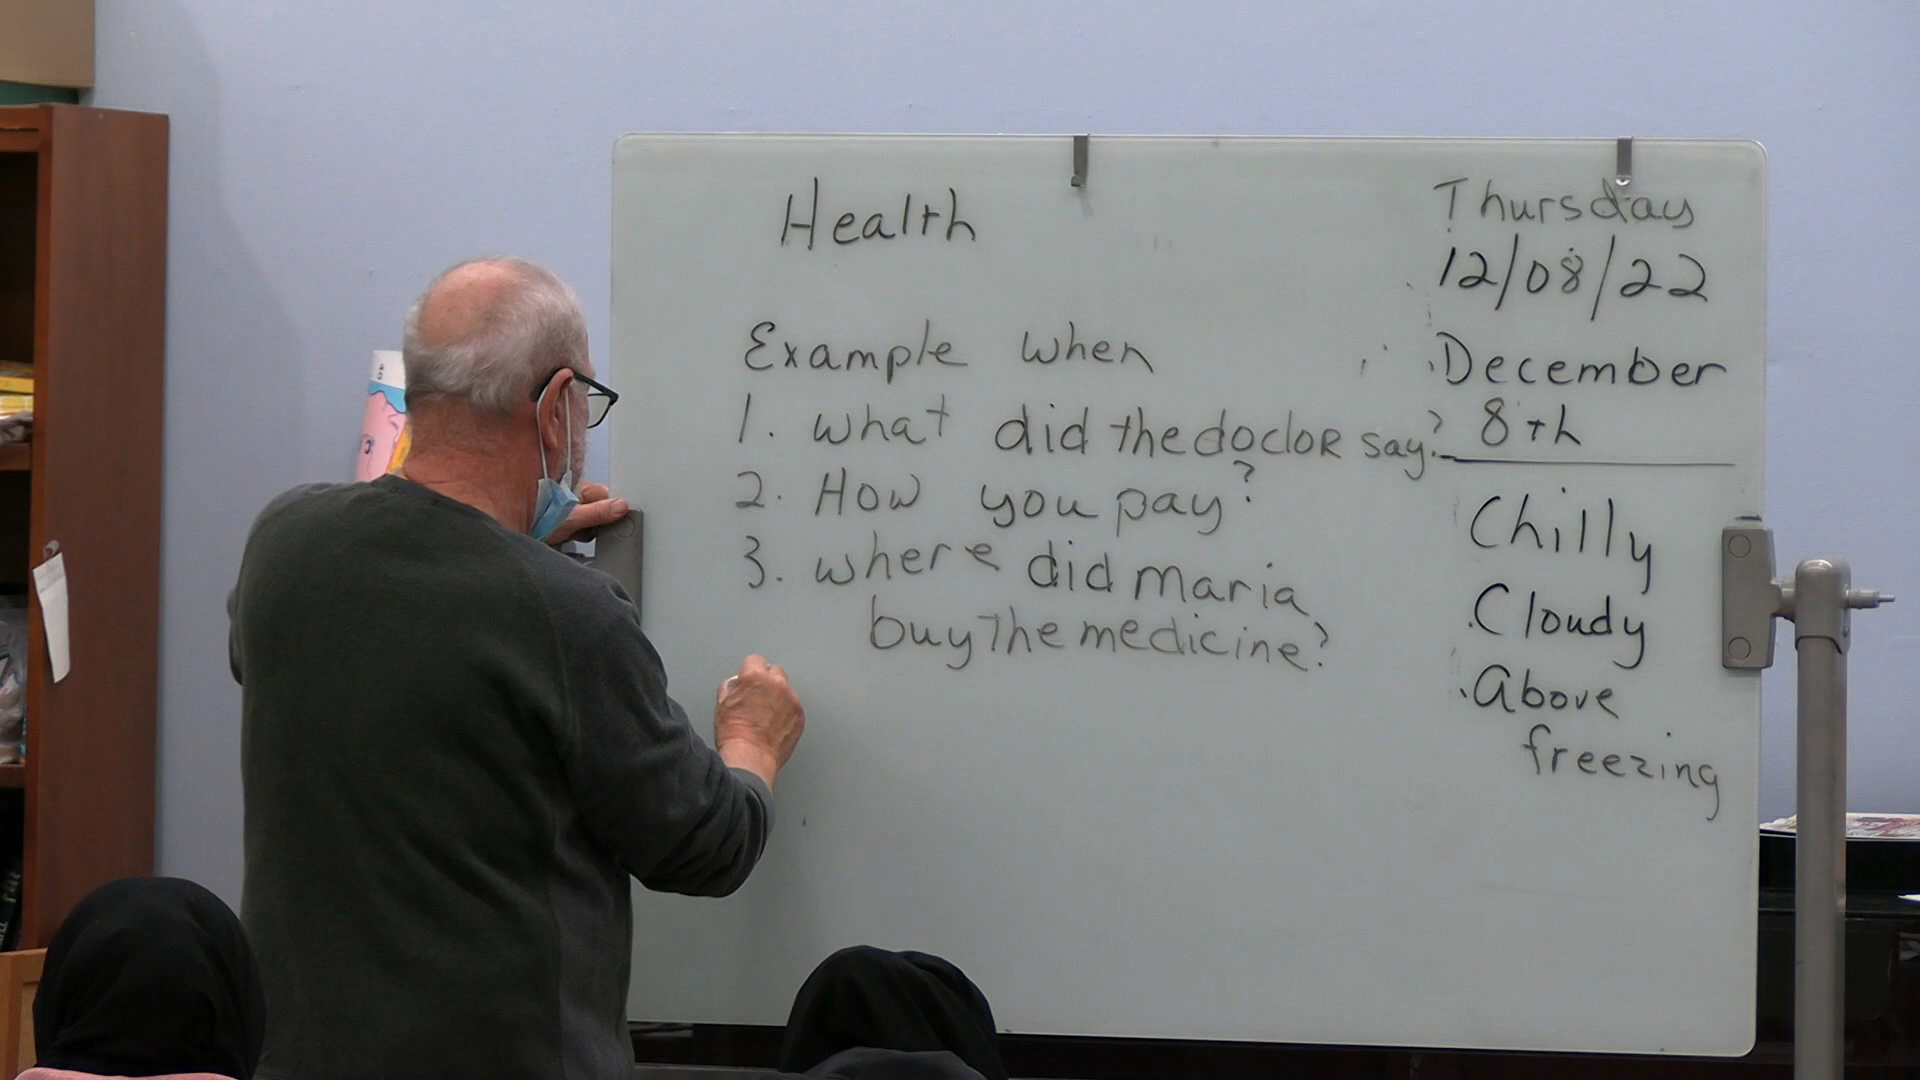 Health
Example when
1. what did the doctor say?
2. How you pay?
3. where did maria
buy The medicine?
Thursday
12/08/22
December
8th
Chilly
Cloudy
Above
freezing